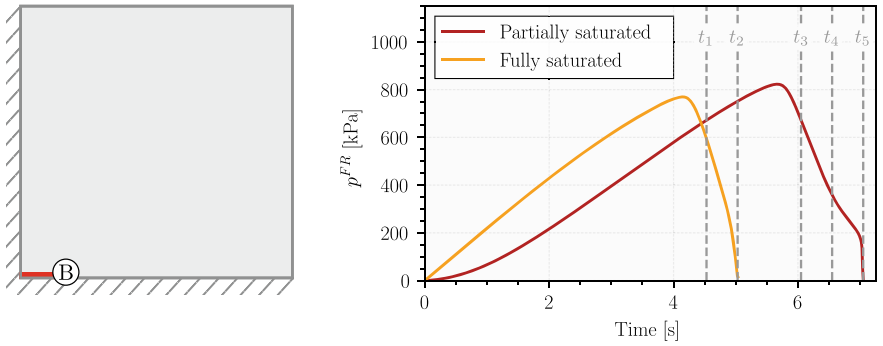 B
Partially saturated
Fully saturated
t₁ t₂ t₃ t₄ t₅
1000
800
600
400
200
0
p^{FR} [kPa]
0 2 4 6
Time [s]